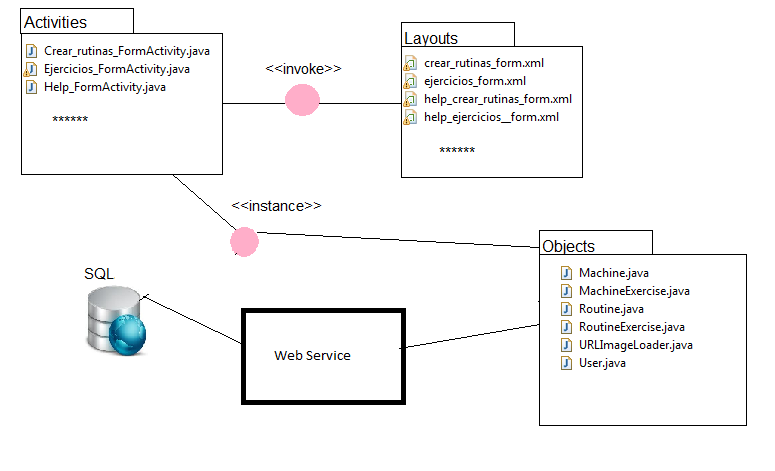 Activities
Crear_rutinas_FormActivity.java
Ejercicios_FormActivity.java
Help_FormActivity.java
******
<<invoke>>
Layouts
crear_rutinas_form.xml
ejercicios_form.xml
help_crear_rutinas_form.xml
help_ejercicios__form.xml
******
<<instance>>
SQL
Web Service
Objects
Machine.java
MachineExercise.java
Routine.java
RoutineExercise.java
URLImageLoader.java
User.java